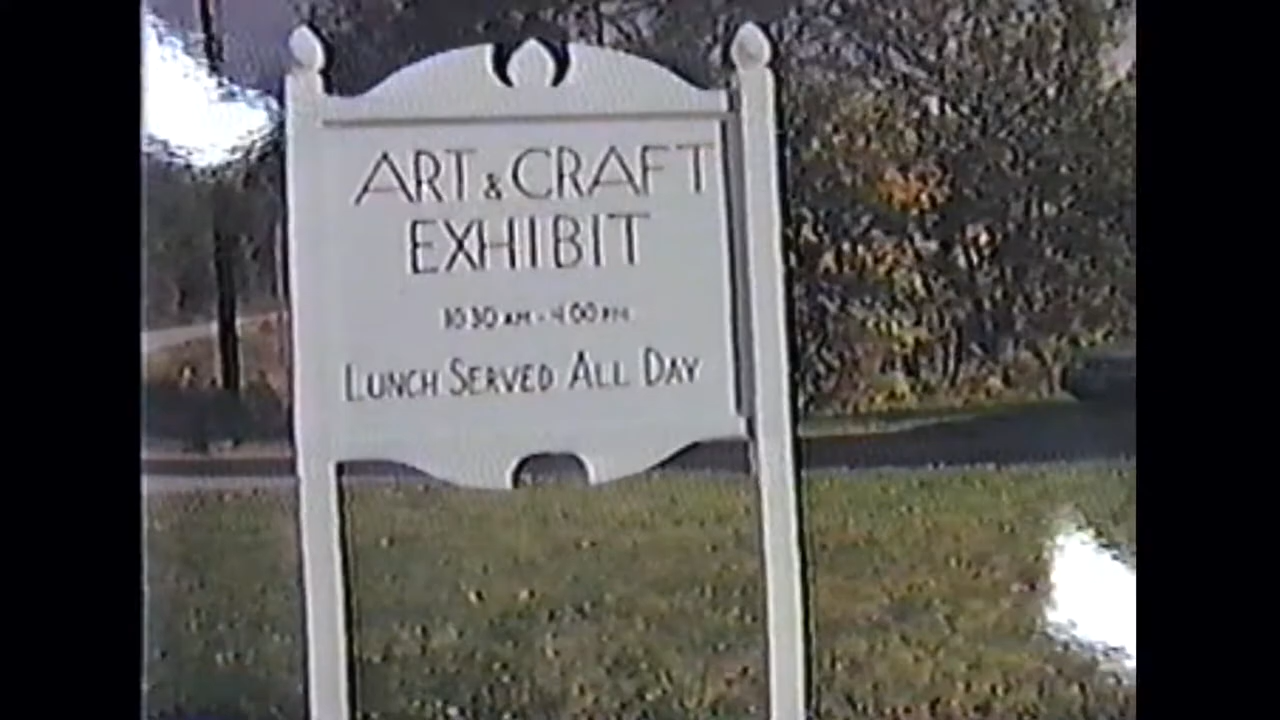 ART & CRAFT
EXHIBIT
10 30 AM - 4 00 PM
LUNCH SERVED ALL DAY